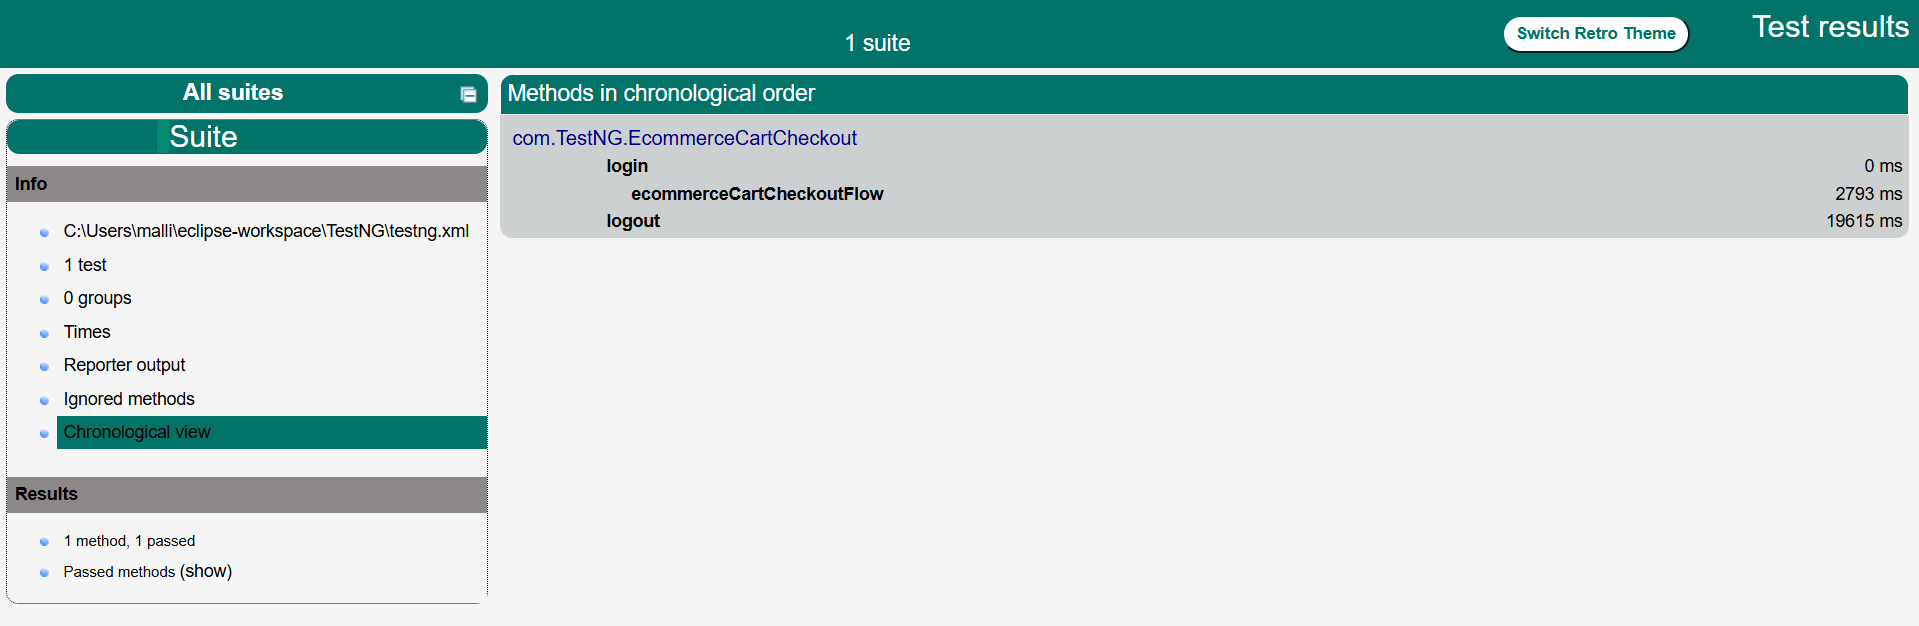 1 suite
Switch Retro Theme
Test results
All suites
Suite
Info
C:\Users\malli\eclipse-workspace\TestNG\testng.xml
1 test
0 groups
Times
Reporter output
Ignored methods
Chronological view
Results
1 method, 1 passed
Passed methods (show)
Methods in chronological order
com.TestNG.EcommerceCartCheckout
login 0 ms
ecommerceCartCheckoutFlow 2793 ms
logout 19615 ms